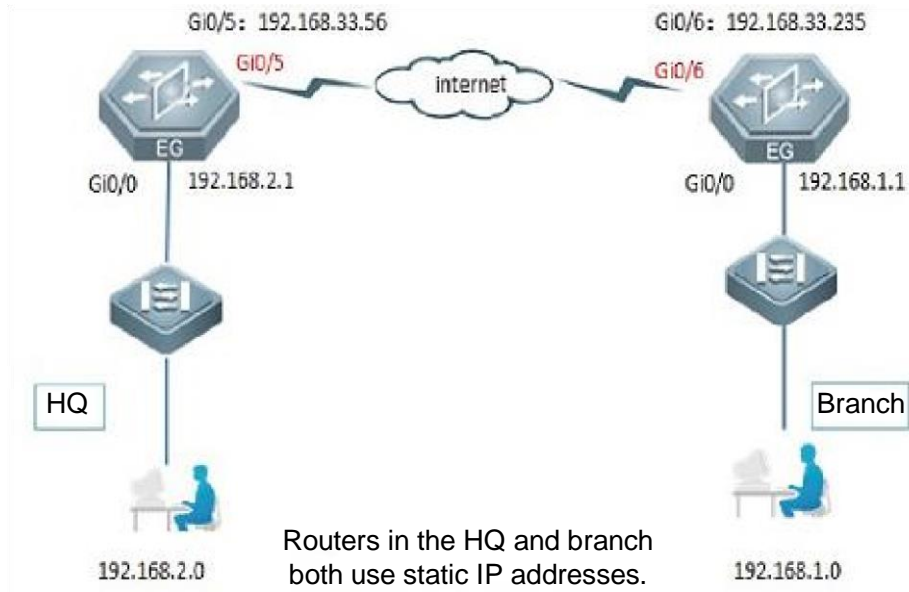 Gi0/5: 192.168.33.56
Gi0/6: 192.168.33.235
Gi0/5
internet
Gi0/6
EG
EG
Gi0/0
192.168.2.1
Gi0/0
192.168.1.1
HQ
Branch
Routers in the HQ and branch
both use static IP addresses.
192.168.2.0
192.168.1.0